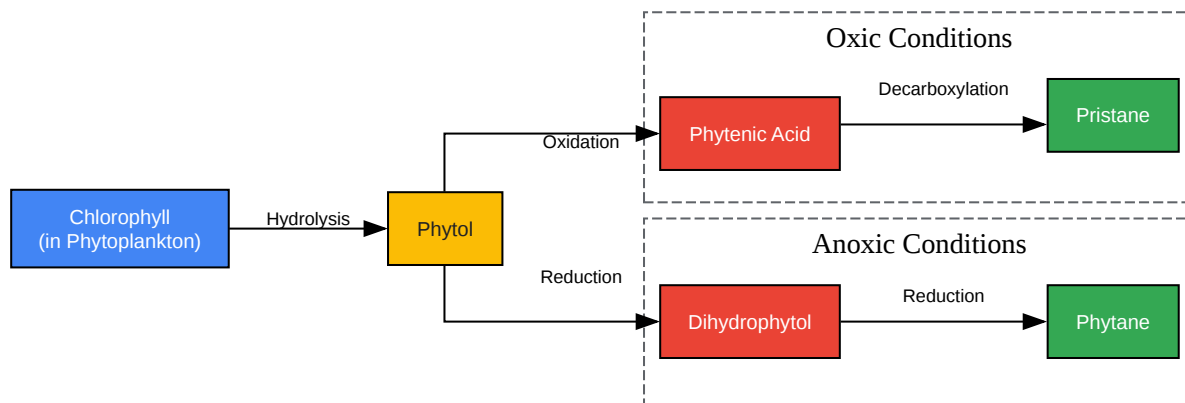 Oxic Conditions
Decarboxylation
Phytenic Acid
Pristane
Oxidation
Chlorophyll
(in Phytoplankton)
Hydrolysis
Phytol
Anoxic Conditions
Reduction
Dihydrophytol
Reduction
Phytane